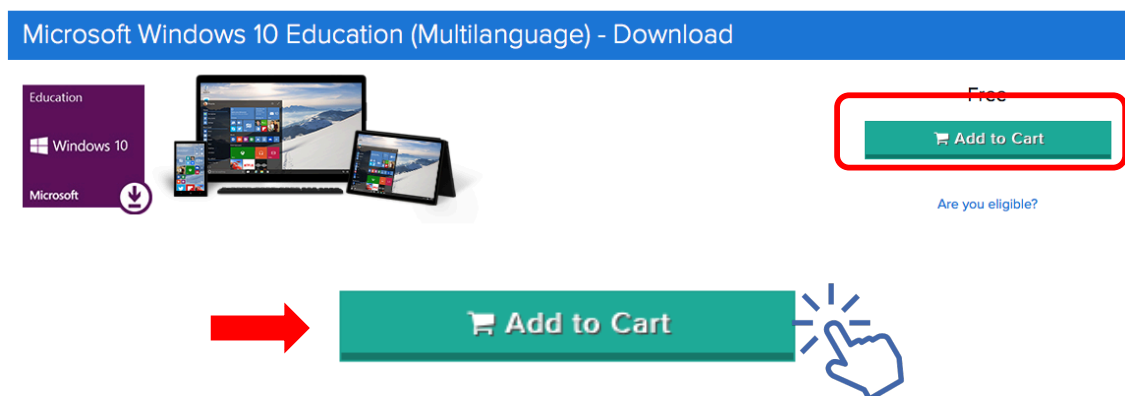 Microsoft Windows 10 Education (Multilanguage) - Download
Education
Windows 10
Microsoft
Free
Add to Cart
Are you eligible?
Add to Cart